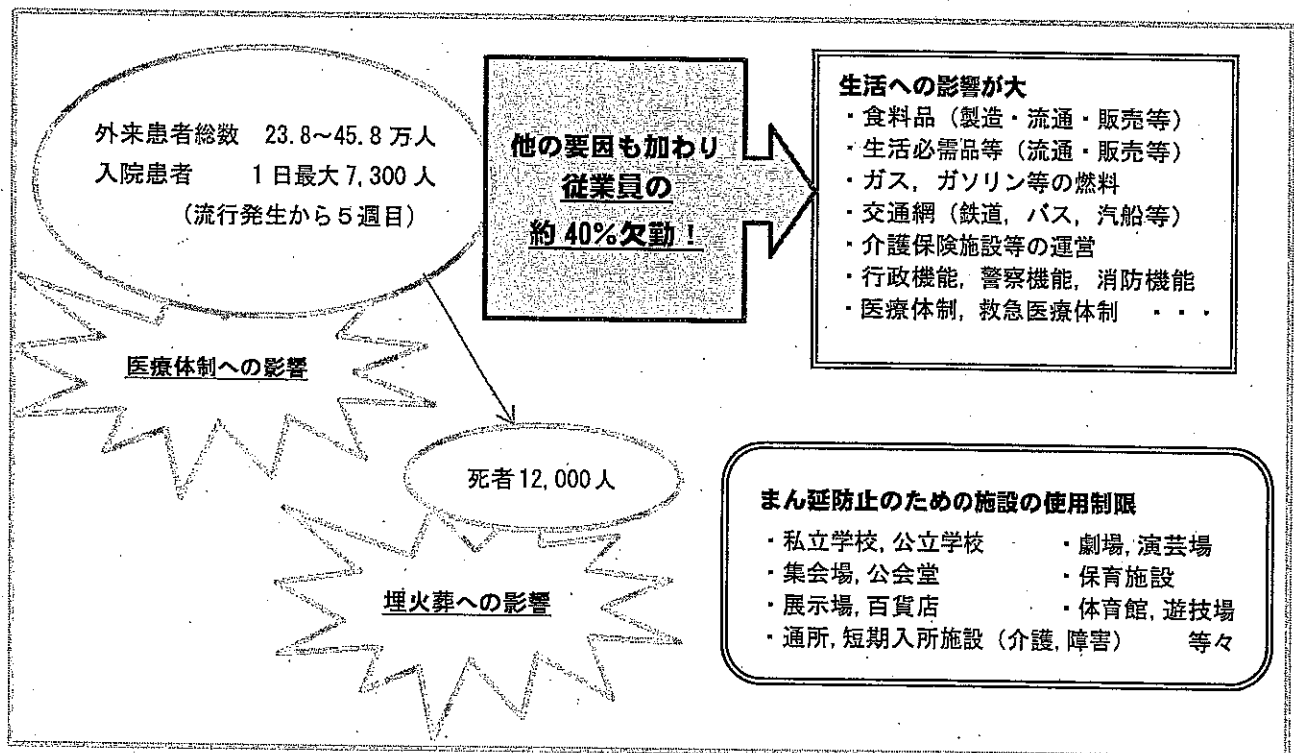 外来患者総数 23.8～45.8万人
入院患者 1日最大7,300人
(流行発生から5週目)
医療体制への影響
他の要因も加わり
従業員の
約40%欠勤！
生活への影響が大
・食料品（製造・流通・販売等）
・生活必需品等（流通・販売等）
・ガス，ガソリン等の燃料
・交通網（鉄道，バス，汽船等）
・介護保険施設等の運営
・行政機能，警察機能，消防機能
・医療体制，救急医療体制 ・・・
死者12,000人
埋火葬への影響
まん延防止のための施設の使用制限
・私立学校，公立学校 ・劇場，演芸場
・集会場，公会堂 ・保育施設
・展示場，百貨店 ・体育館，遊技場
・通所，短期入所施設（介護，障害） 等々